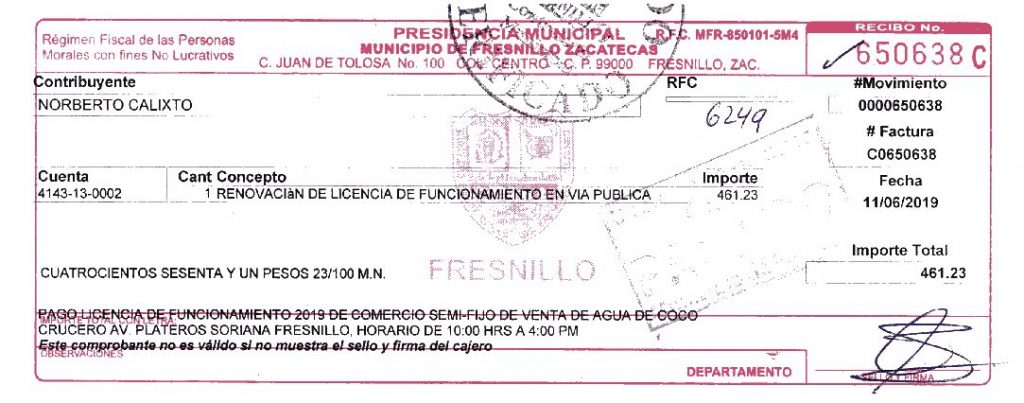 Régimen Fiscal de las Personas
Morales con fines No Lucrativos
PRESIDENCIA MUNICIPAL
R.F.C. MFR-850101-5M4
MUNICIPIO DE FRESNILLO ZACATECAS
C. JUAN DE TOLOSA No. 100 COL CENTRO C. P. 99000 FRESNILLO, ZAC.
RECIBO No.
650638 C
Contribuyente
NORBERTO CALIXTO
RFC
6249
#Movimiento
0000650638
# Factura
C0650638
Cuenta Cant Concepto Importe
4143-13-0002 1 RENOVACIàN DE LICENCIA DE FUNCIONAMIENTO EN VIA PUBLICA 461.23
Fecha
11/06/2019
FRESNILLO
Importe Total
461.23
CUATROCIENTOS SESENTA Y UN PESOS 23/100 M.N.
PAGO LICENCIA DE FUNCIONAMIENTO 2019 DE COMERCIO SEMI-FIJO DE VENTA DE AGUA DE COCO
IMPORTE TOTAL CON LETRA:
CRUCERO AV. PLATEROS SORIANA FRESNILLO, HORARIO DE 10:00 HRS A 4:00 PM
Este comprobante no es válido si no muestra el sello y firma del cajero
OBSERVACIONES
DEPARTAMENTO
SELLO Y FIRMA